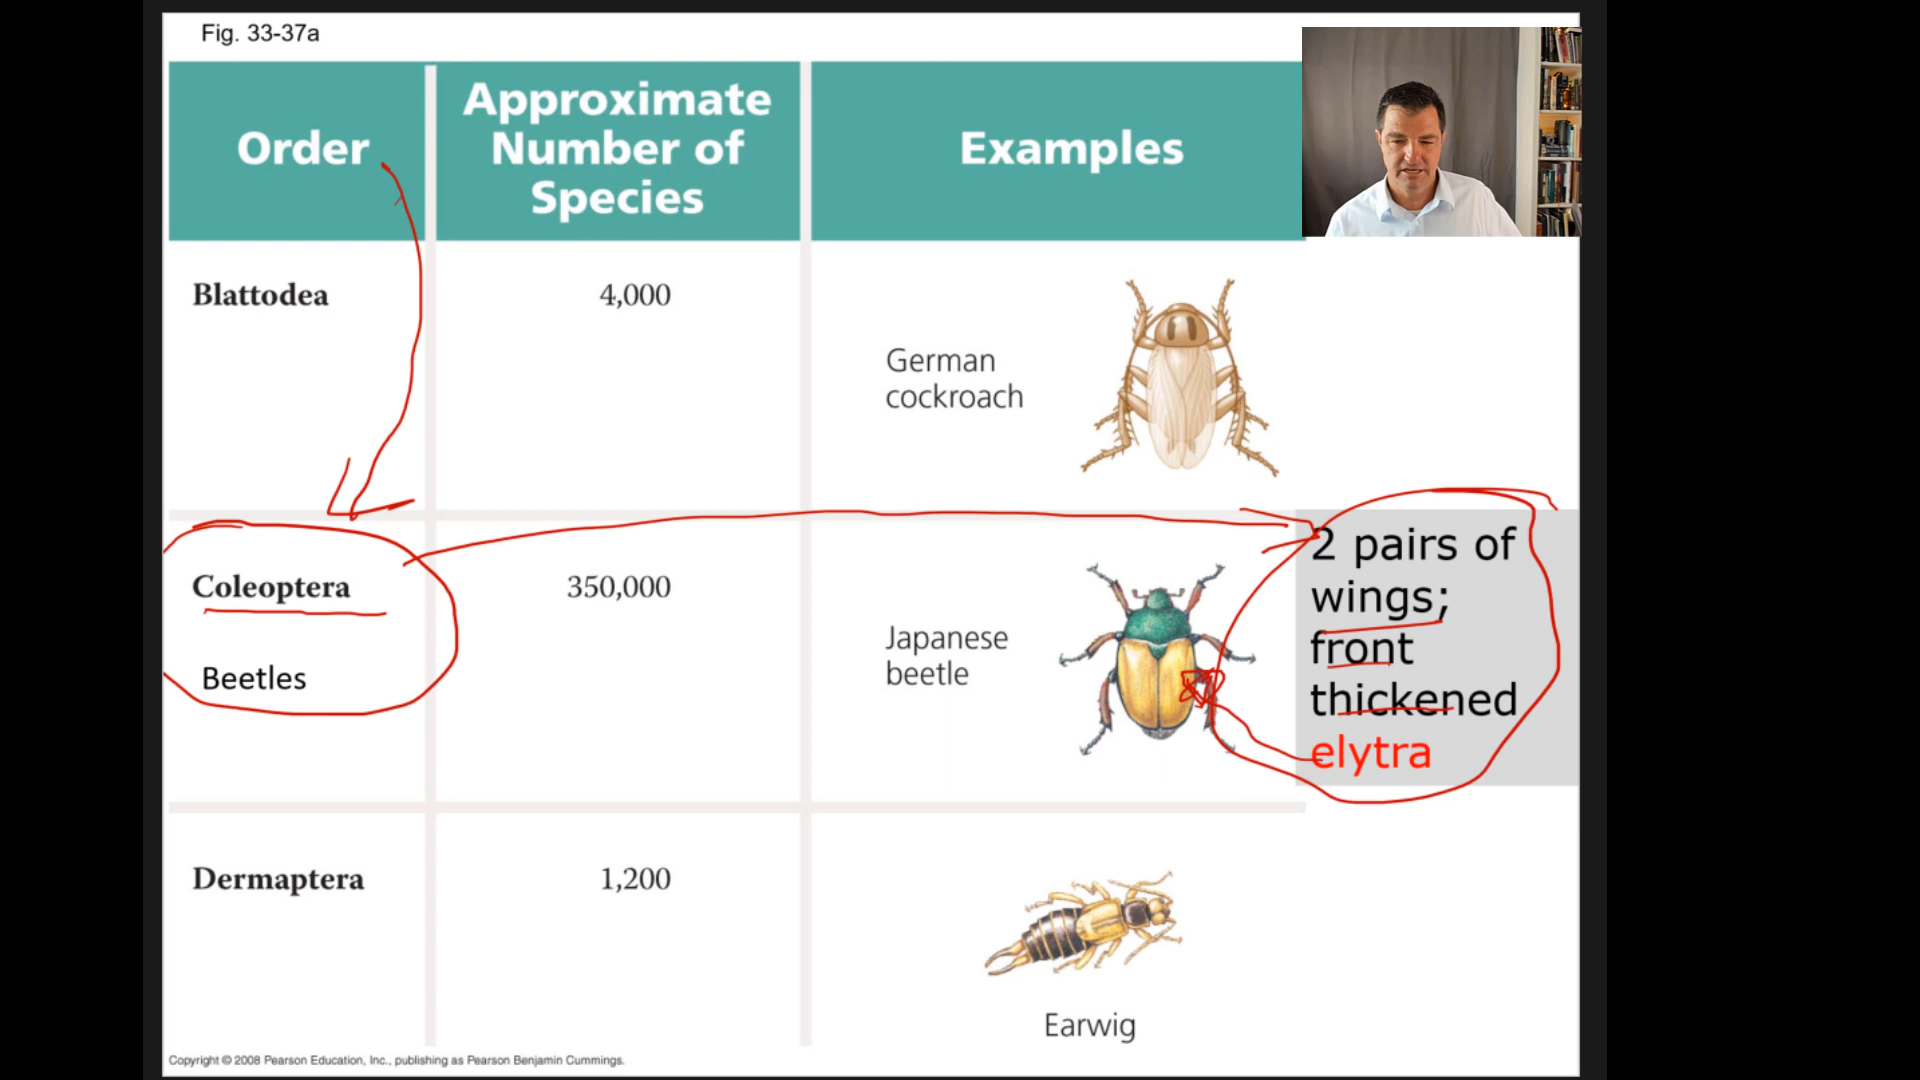 Fig. 33-37a
Order
Approximate
Number of
Species
Examples
Blattodea
4,000
German
cockroach
Coleoptera
Beetles
350,000
Japanese
beetle
2 pairs of
wings;
front
thickened
elytra
Dermaptera
1,200
Earwig
Copyright © 2008 Pearson Education, Inc., publishing as Pearson Benjamin Cummings.